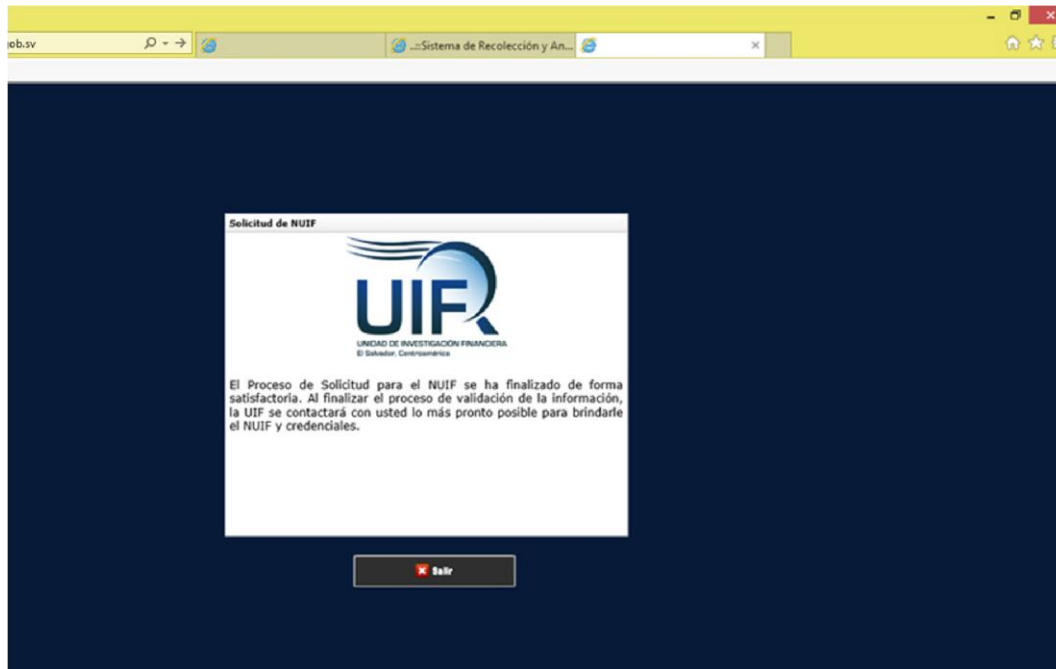 ob.sv
..::Sistema de Recolección y An...
Solicitud de NUIF
UIF
UNIDAD DE INVESTIGACIÓN FINANCIERA
El Salvador, Centroamérica
El Proceso de Solicitud para el NUIF se ha finalizado de forma
satisfactoria. Al finalizar el proceso de validación de la información,
la UIF se contactará con usted lo más pronto posible para brindarle
el NUIF y credenciales.
Salir